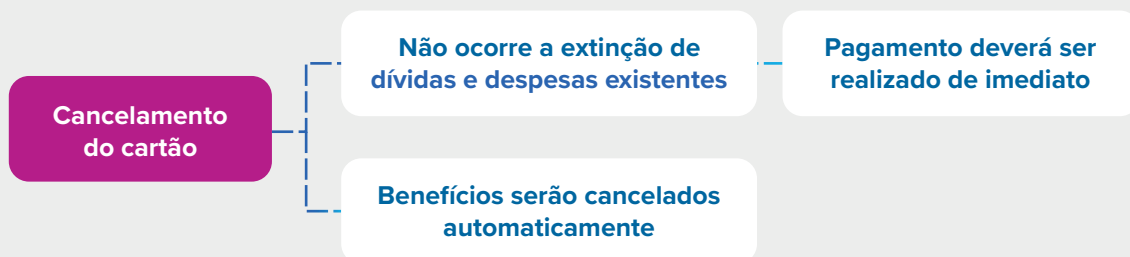 Cancelamento
do cartão
Não ocorre a extinção de
dívidas e despesas existentes
Pagamento deverá ser
realizado de imediato
Benefícios serão cancelados
automaticamente